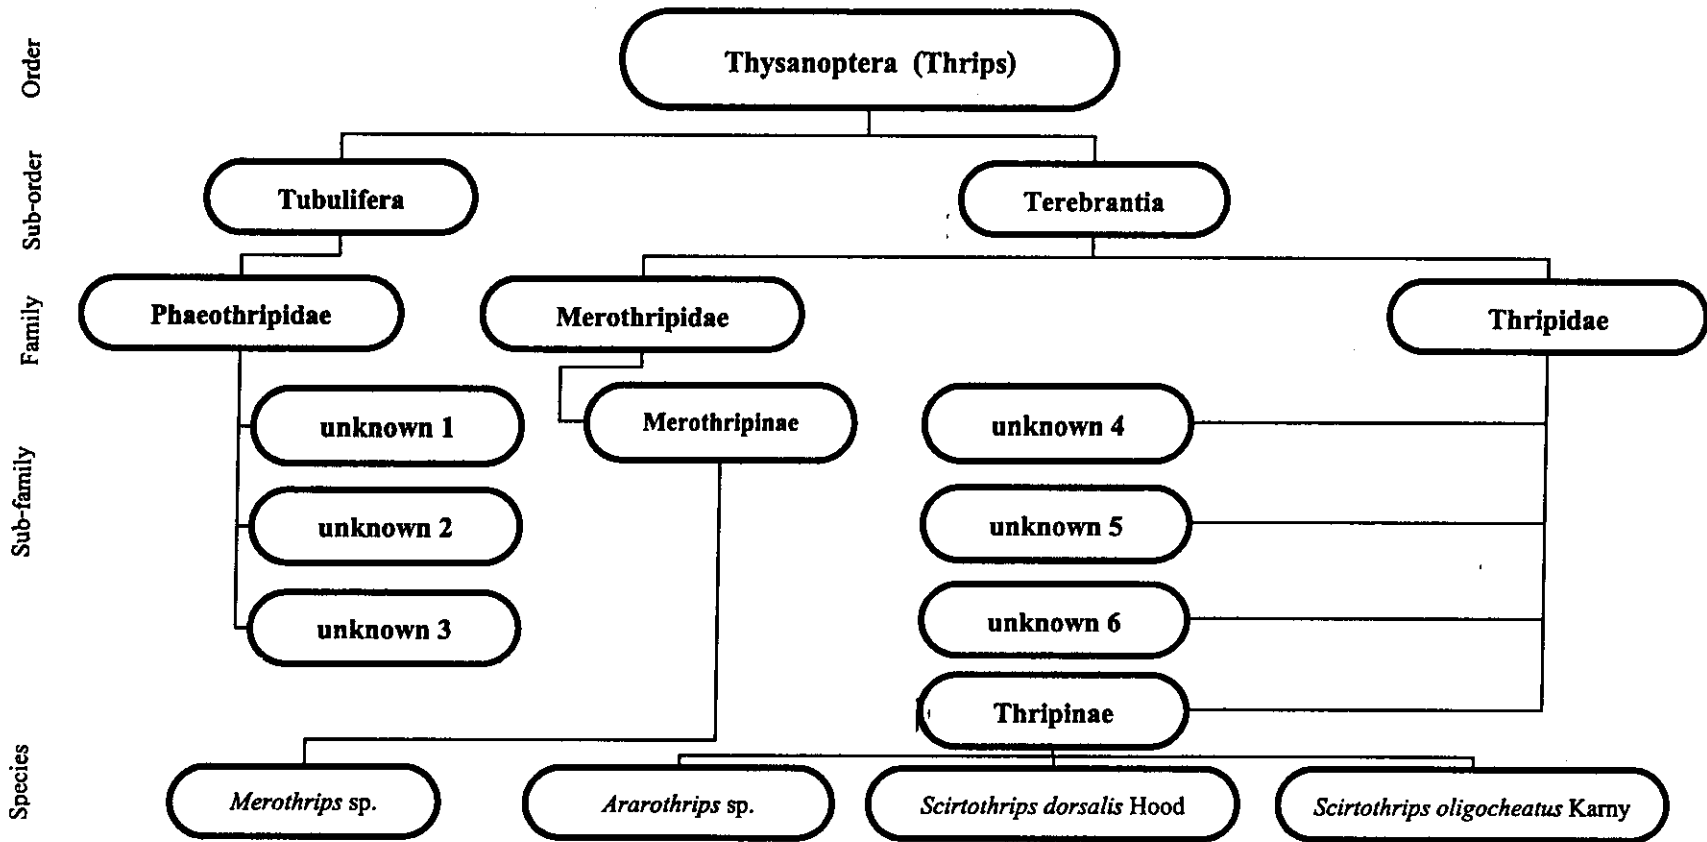 Order
Thysanoptera (Thrips)
Sub-order
Tubulifera
Terebrantia
Family
Phaeothripidae
Merothripidae
Thripidae
Sub-family
unknown 1
Merothripinae
unknown 4
unknown 2
unknown 5
unknown 3
unknown 6
Thripinae
Species
Merothrips sp.
Ararothrips sp.
Scirtothrips dorsalis Hood
Scirtothrips oligocheatus Karny